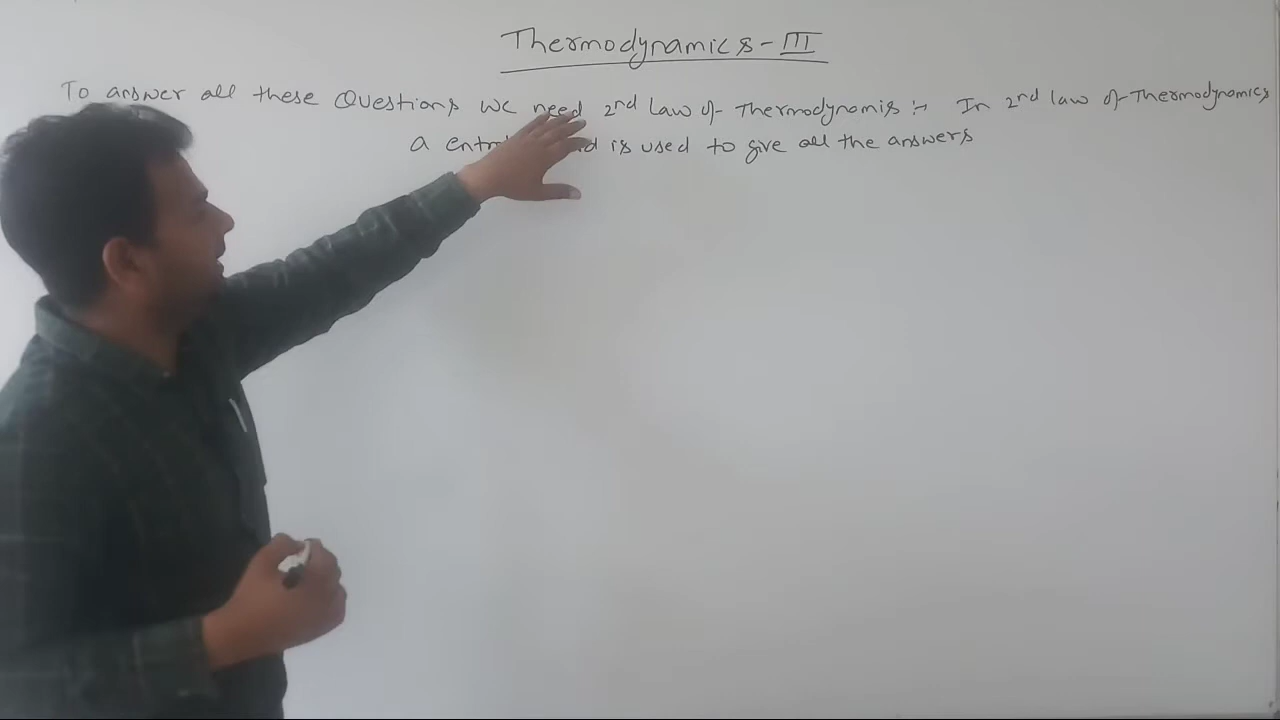 Thermodynamics-III
To answer all these Questions we need 2nd Law of Thermodynamis :- In 2nd law of Thermodynamics
a is used to give all the answers